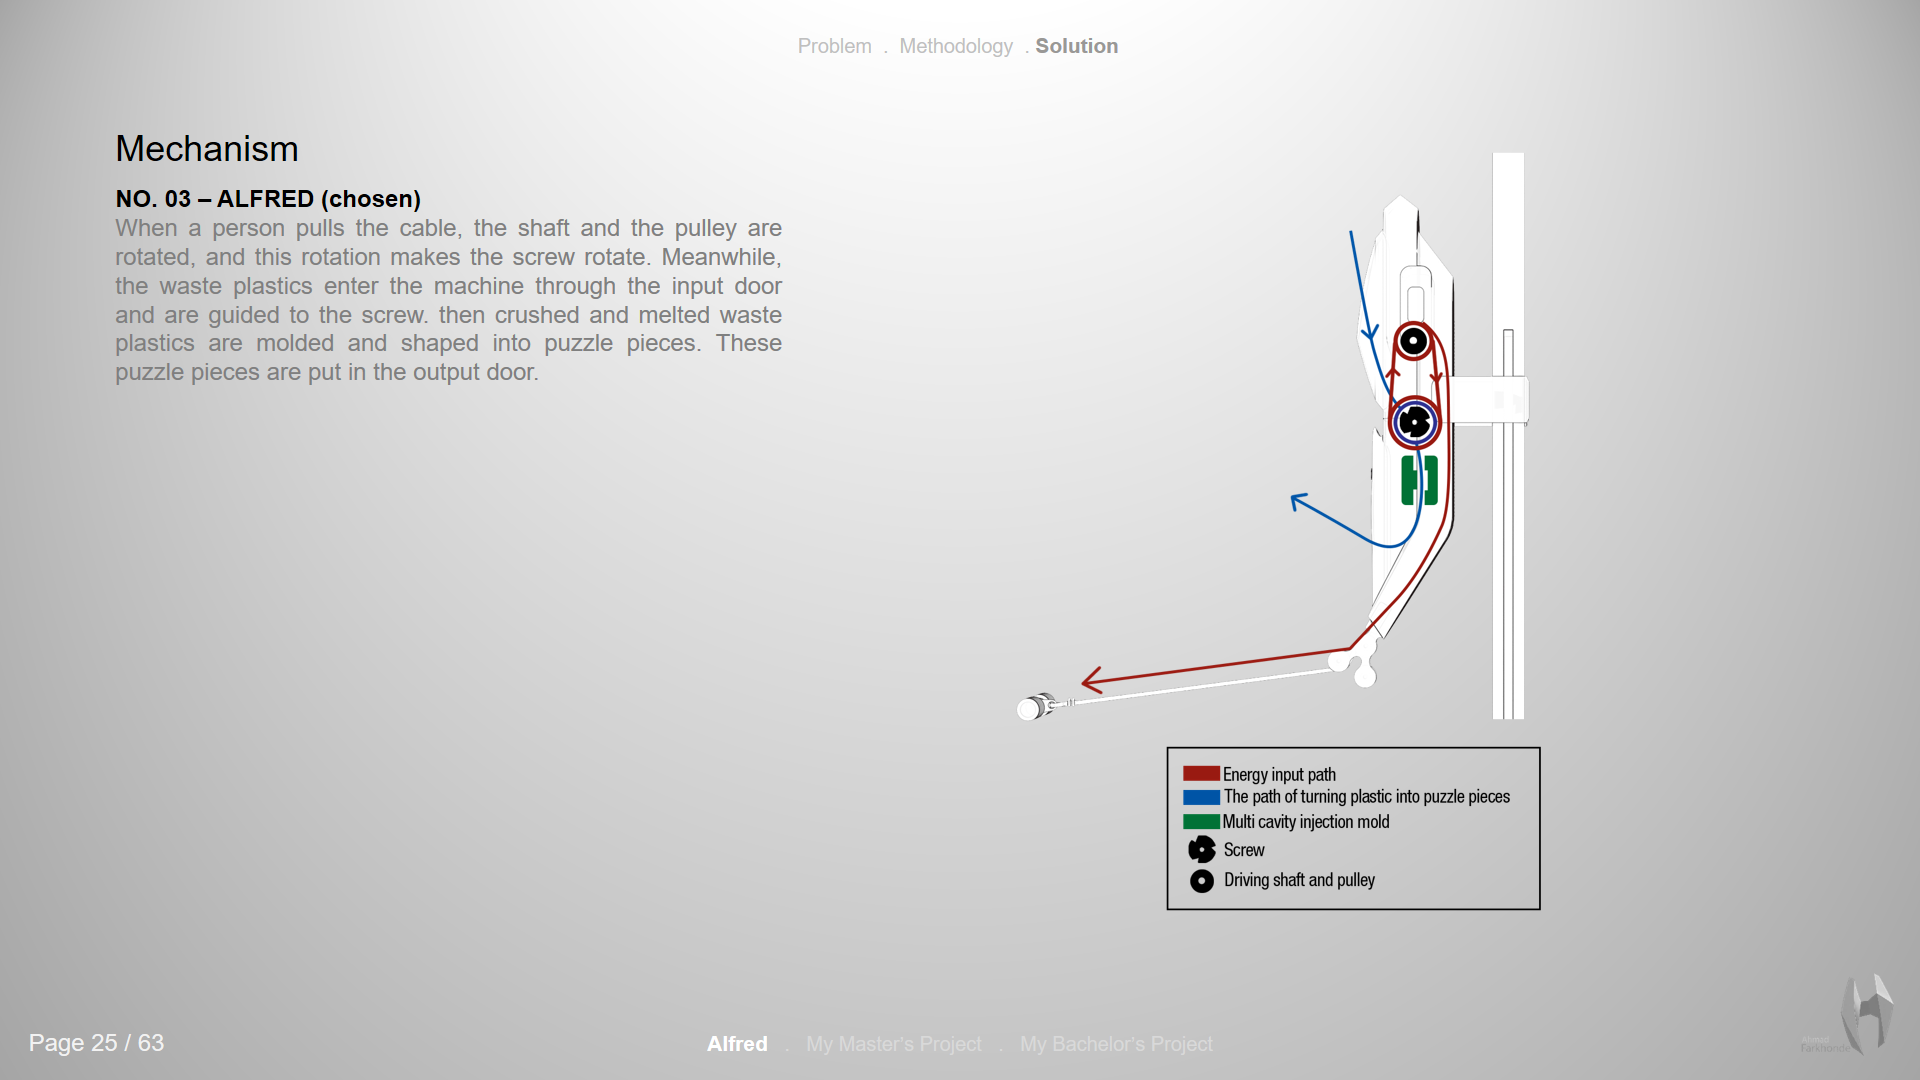 Problem . Methodology . Solution
Mechanism
NO. 03 – ALFRED (chosen)
When a person pulls the cable, the shaft and the pulley are
rotated, and this rotation makes the screw rotate. Meanwhile,
the waste plastics enter the machine through the input door
and are guided to the screw. then crushed and melted waste
plastics are molded and shaped into puzzle pieces. These
puzzle pieces are put in the output door.
Energy input path
The path of turning plastic into puzzle pieces
Multi cavity injection mold
Screw
Driving shaft and pulley
Page 25 / 63
Alfred . My Master's Project . My Bachelor's Project